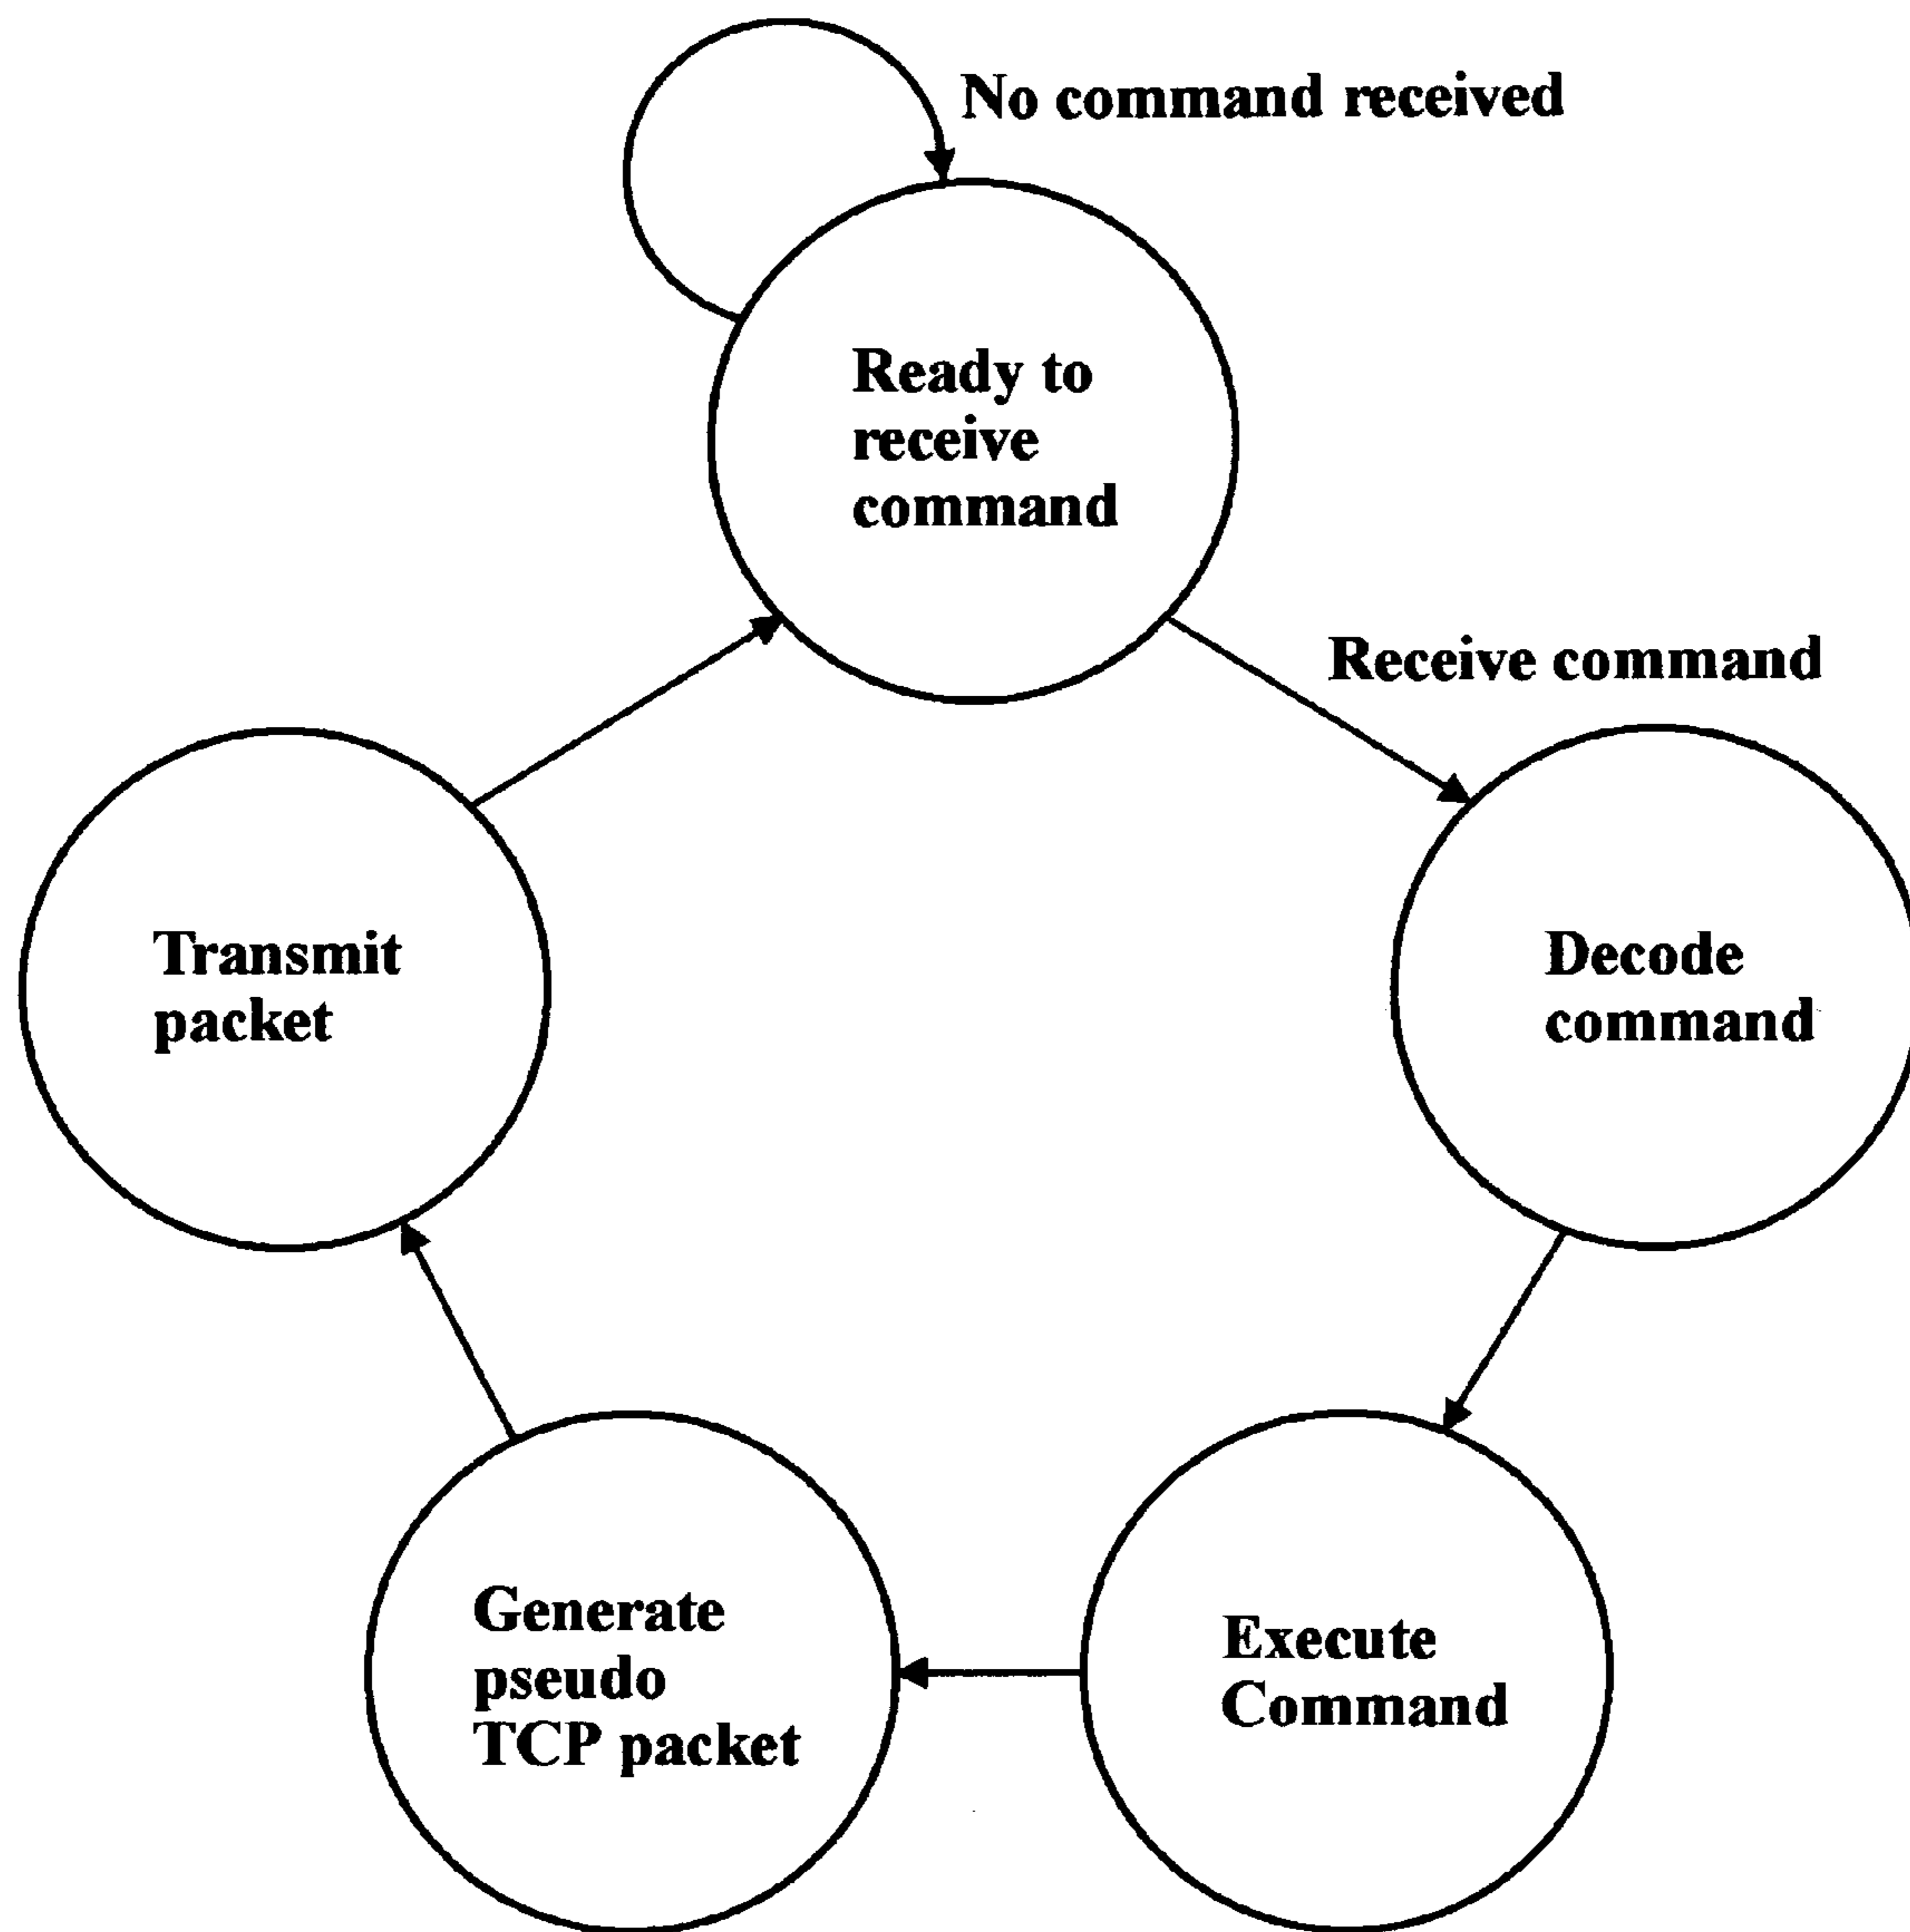 No command received
Ready to
receive
command
Receive command
Transmit
packet
Decode
command
Generate
pseudo
TCP packet
Execute
Command